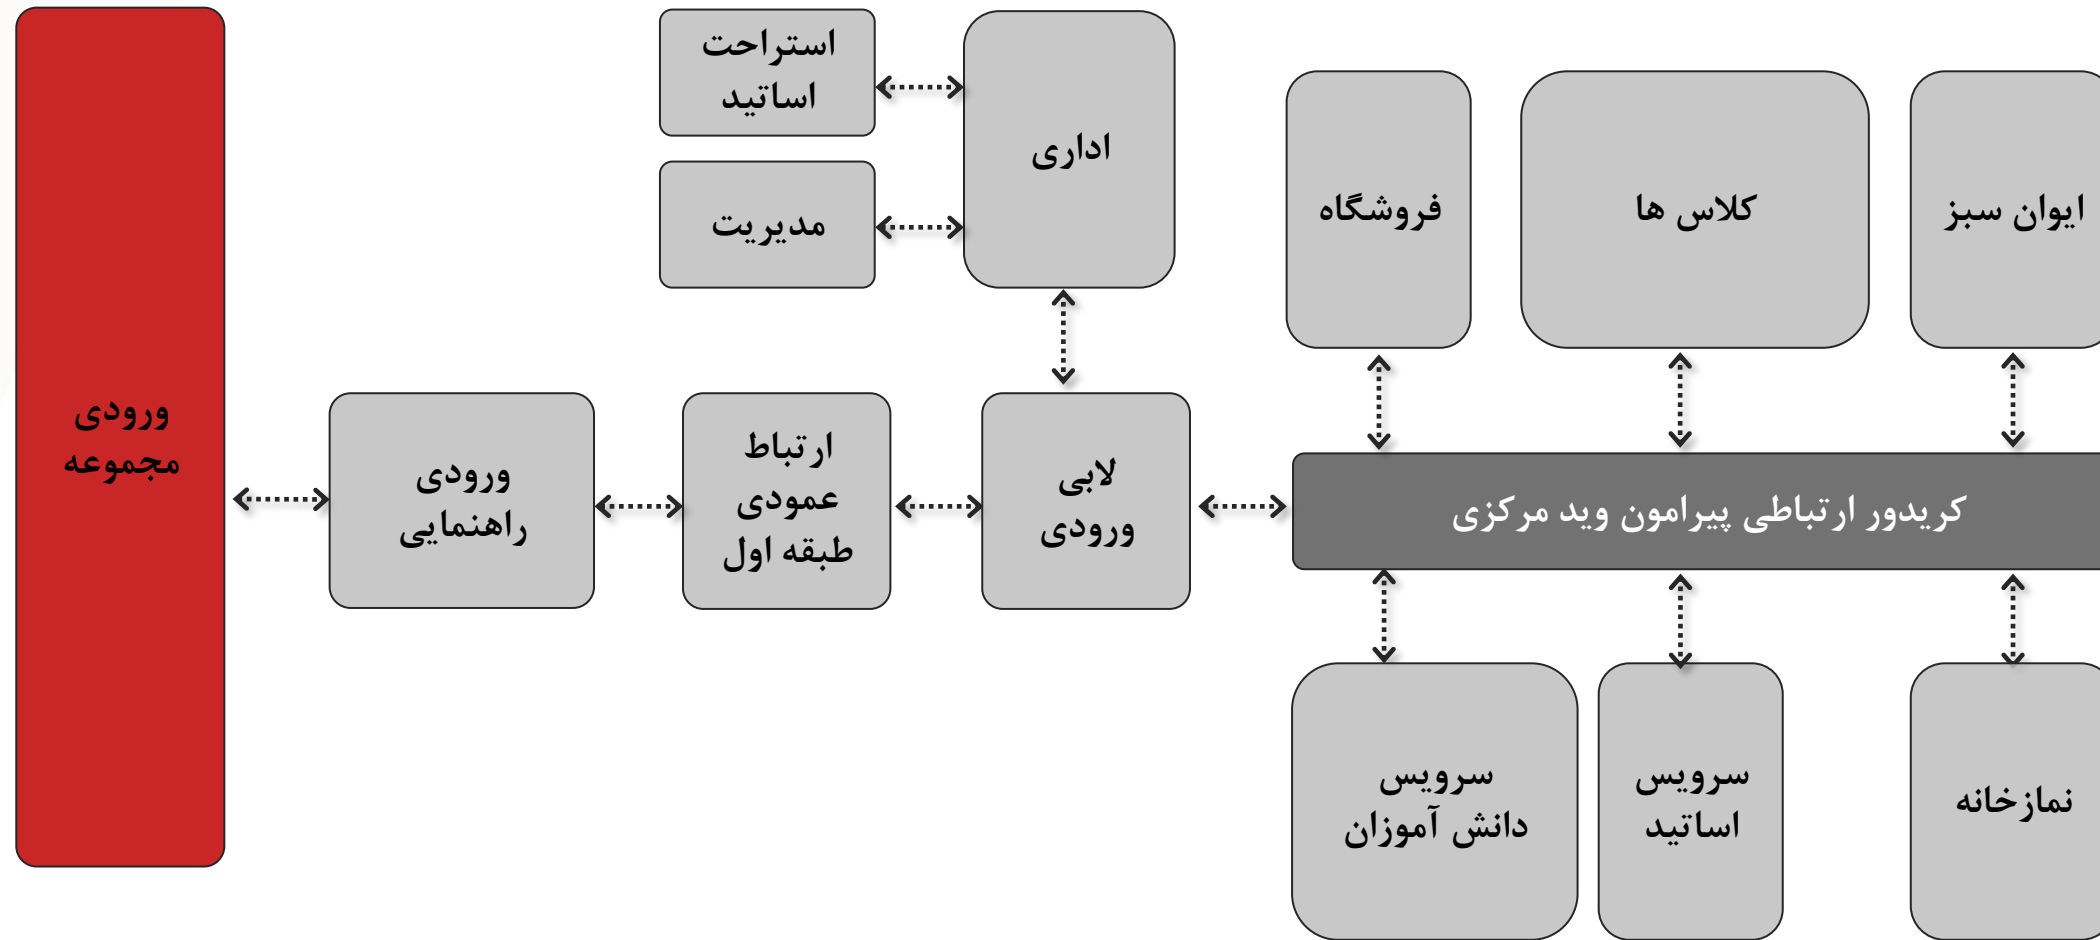 استراحت
اساتید
مدیریت
اداری
فروشگاه
کلاس ها
ایوان سبز
ورودی
مجموعه
ورودی
راهنمایی
ارتباط
عمودی
طبقه اول
لابی
ورودی
کریدور ارتباطی پیرامون وید مرکزی
سرویس
دانش آموزان
سرویس
اساتید
نمازخانه